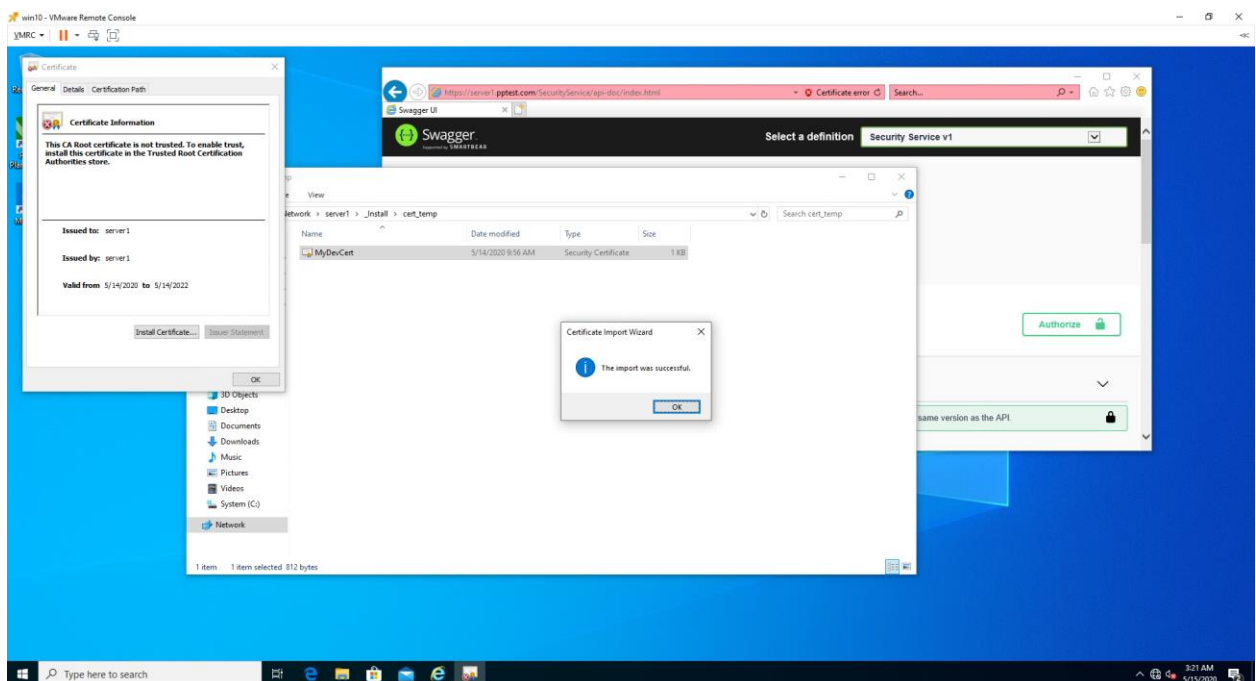 win10 - VMware Remote Console
VMRC
Certificate
General Details Certification Path
Certificate Information
This CA Root certificate is not trusted. To enable trust,
install this certificate in the Trusted Root Certification
Authorities store.
Issued to: server1
Issued by: server1
Valid from 5/14/2020 to 5/14/2022
Install Certificate... Issuer Statement
OK
https://server1.pptest.com/SecurityService/api-doc/index.html
Certificate error
Search...
Swagger UI
Swagger.
Supported by SMARTBEAR
Select a definition
Security Service v1
View
server1 > _Install > cert_temp
Search cert_temp
Name Date modified Type Size
MyDevCert 5/14/2020 9:56 AM Security Certificate 1 KB
Certificate Import Wizard
The import was successful.
OK
Authorize
same version as the API.
3D Objects
Desktop
Documents
Downloads
Music
Pictures
Videos
System (C:)
Network
1 item 1 item selected 812 bytes
Type here to search
3:21 AM
5/15/2020